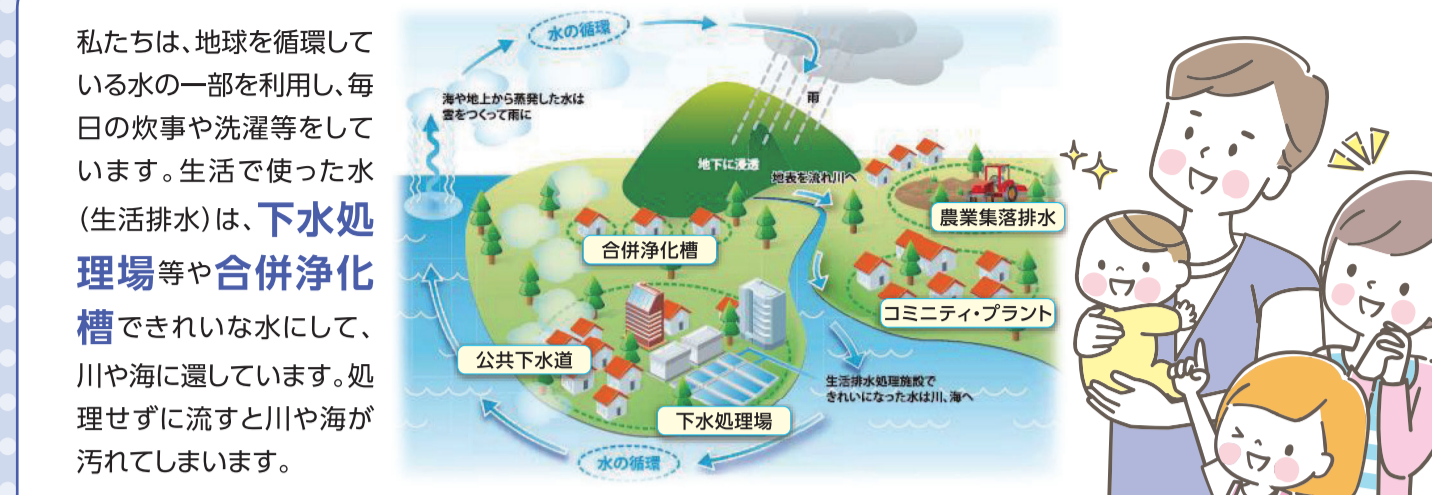 私たちは、地球を循環して
いる水の一部を利用し、毎
日の炊事や洗濯等をして
います。生活で使った水
（生活排水）は、下水処
理場等や合併浄化
槽できれいな水にして、
川や海に還しています。処
理せずに流すと川や海が
汚れてしまいます。
水の循環
海や地上から蒸発した水は
雲をつくって雨に
雨
地下に浸透
地表を流れ川へ
農業集落排水
合併浄化槽
コミニティ・プラント
公共下水道
生活排水処理施設で
きれいになった水は川、海へ
下水処理場
水の循環